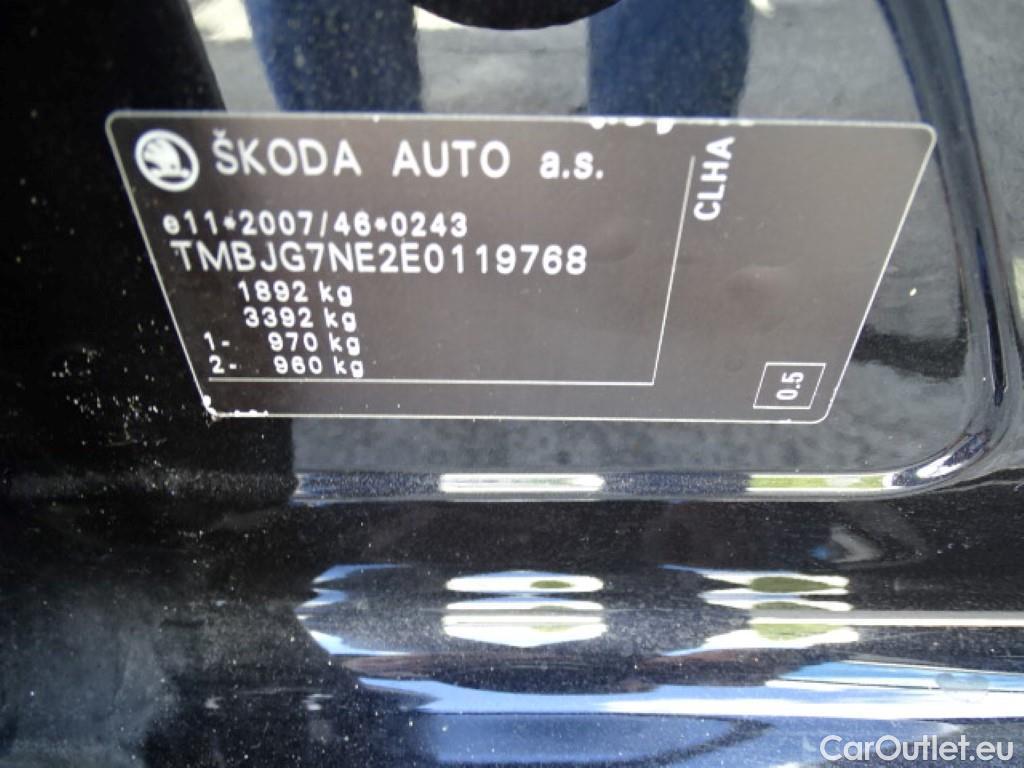 ŠKODA AUTO a.s.
CLHA
e11*2007/46*0243
TMBJG7NE2E0119768
1892 kg
3392 kg
1- 970 kg
2- 960 kg
0.5
CarOutlet.eu